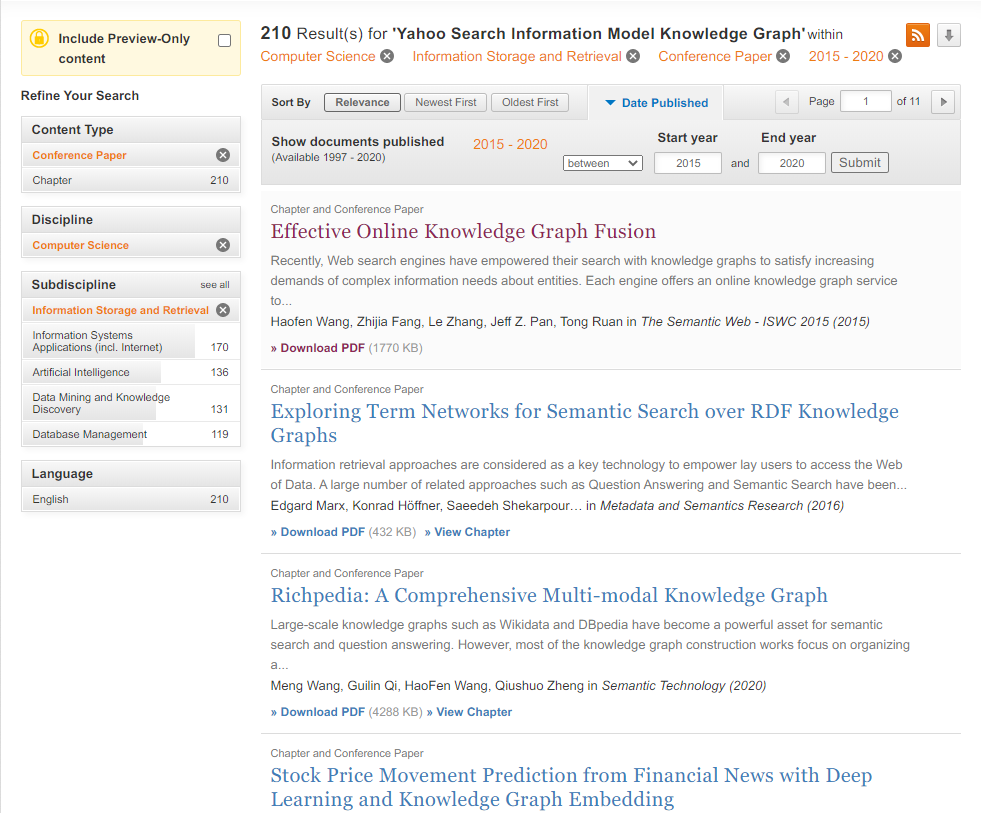 Include Preview-Only
content
Refine Your Search
Content Type
Conference Paper
Chapter 210
Discipline
Computer Science
Subdiscipline see all
Information Storage and Retrieval
Information Systems
Applications (incl. Internet) 170
Artificial Intelligence 136
Data Mining and Knowledge
Discovery 131
Database Management 119
Language
English 210
210 Result(s) for 'Yahoo Search Information Model Knowledge Graph' within
Computer Science Information Storage and Retrieval Conference Paper 2015 - 2020
Sort By Relevance Newest First Oldest First Date Published Page 1 of 11
Show documents published
(Available 1997 - 2020)
2015 - 2020
Start year End year
between 2015 and 2020 Submit
Chapter and Conference Paper
Effective Online Knowledge Graph Fusion
Recently, Web search engines have empowered their search with knowledge graphs to satisfy increasing
demands of complex information needs about entities. Each engine offers an online knowledge graph service
to...
Haofen Wang, Zhijia Fang, Le Zhang, Jeff Z. Pan, Tong Ruan in The Semantic Web - ISWC 2015 (2015)
» Download PDF (1770 KB)
Chapter and Conference Paper
Exploring Term Networks for Semantic Search over RDF Knowledge
Graphs
Information retrieval approaches are considered as a key technology to empower lay users to access the Web
of Data. A large number of related approaches such as Question Answering and Semantic Search have been...
Edgard Marx, Konrad Höffner, Saeedeh Shekarpour… in Metadata and Semantics Research (2016)
» Download PDF (432 KB) » View Chapter
Chapter and Conference Paper
Richpedia: A Comprehensive Multi-modal Knowledge Graph
Large-scale knowledge graphs such as Wikidata and DBpedia have become a powerful asset for semantic
search and question answering. However, most of the knowledge graph construction works focus on organizing
a...
Meng Wang, Guilin Qi, HaoFen Wang, Qiushuo Zheng in Semantic Technology (2020)
» Download PDF (4288 KB) » View Chapter
Chapter and Conference Paper
Stock Price Movement Prediction from Financial News with Deep
Learning and Knowledge Graph Embedding